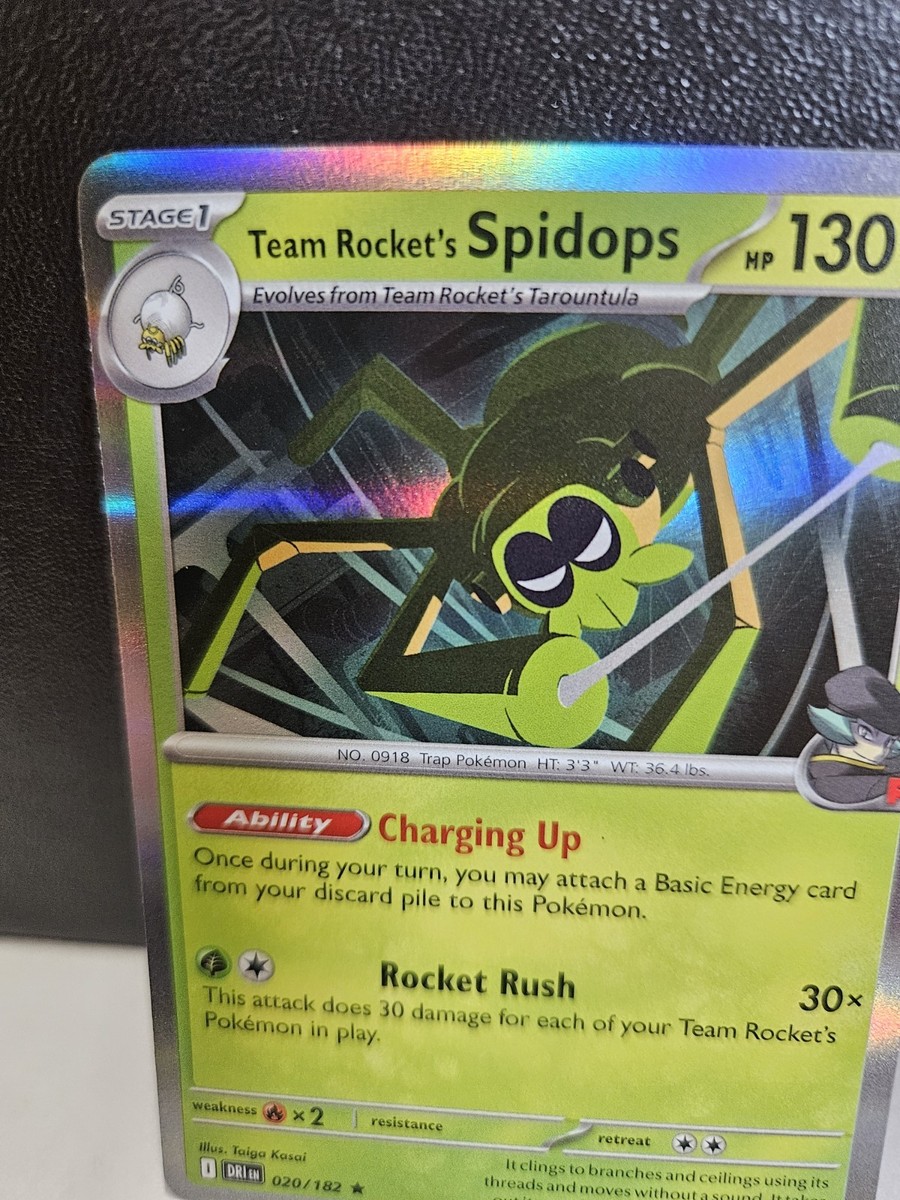 STAGE1
Team Rocket's Spidops
HP 130
Evolves from Team Rocket's Tarountula
NO. 0918 Trap Pokémon HT: 3'3" WT: 36.4 lbs.
Ability Charging Up
Once during your turn, you may attach a Basic Energy card
from your discard pile to this Pokémon.
Rocket Rush 30×
This attack does 30 damage for each of your Team Rocket's
Pokémon in play.
weakness ×2 resistance retreat
Illus. Taiga Kasai
I DRI EN 020/182
It clings to branches and ceilings using its
threads and moves without a sound. It